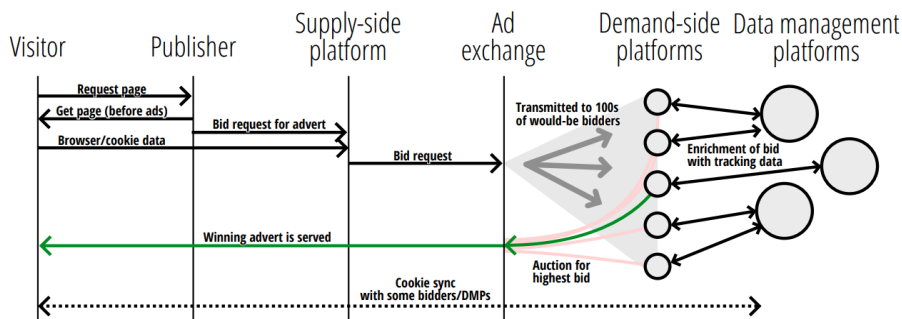 Visitor
Publisher
Supply-side
platform
Ad
exchange
Demand-side
platforms
Data management
platforms
Request page
Get page (before ads)
Bid request for advert
Browser/cookie data
Bid request
Transmitted to 100s
of would-be bidders
Enrichment of bid
with tracking data
Winning advert is served
Auction for
highest bid
Cookie sync
with some bidders/DMPs